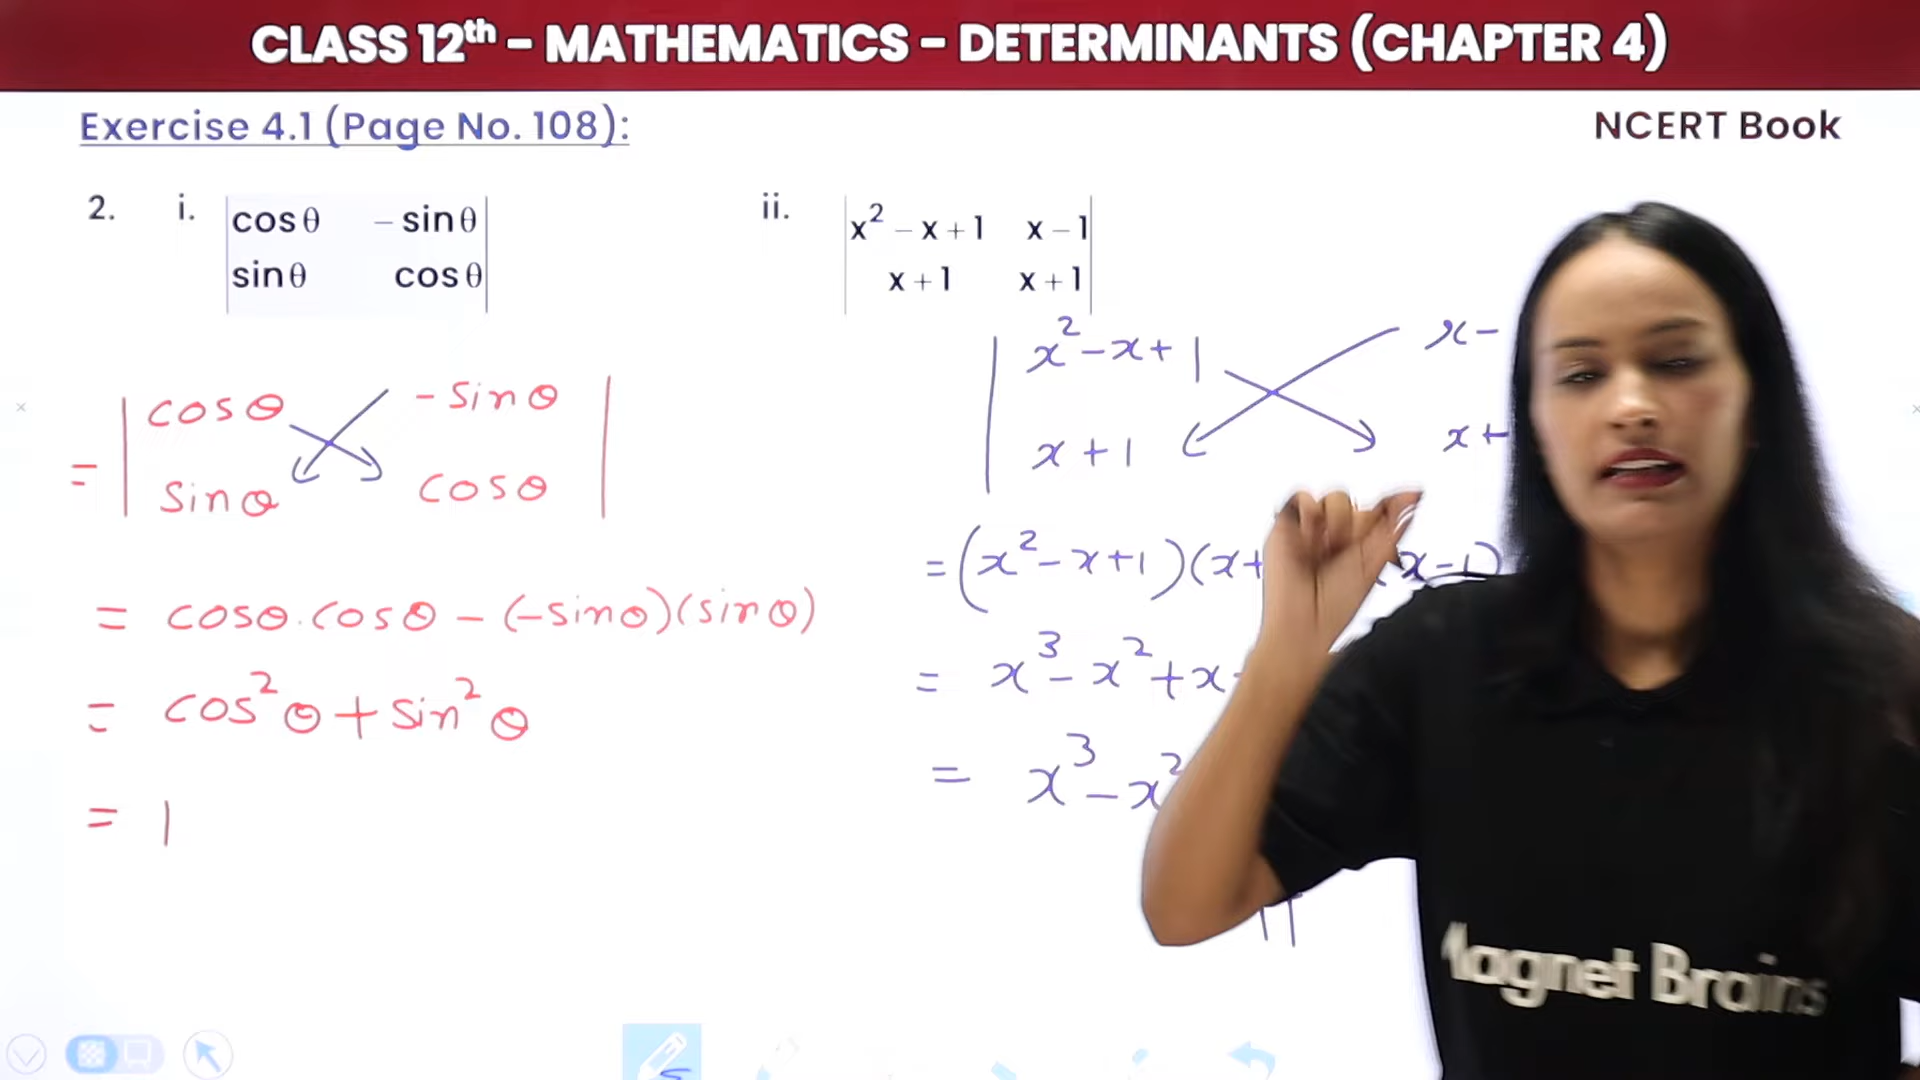 CLASS 12th - MATHEMATICS - DETERMINANTS (CHAPTER 4)
Exercise 4.1 (Page No. 108):
NCERT Book
2. i. | cosθ - sinθ |
| sinθ cosθ |
ii. | x² - x + 1 x - 1 |
| x + 1 x + 1 |
= | cosθ - sinθ |
| sinθ cosθ |
= cosθ . cosθ - (-sinθ)(sinθ)
= cos²θ + sin²θ
= 1
| x² - x + 1 x -
| x + 1 x +
= (x² - x + 1)(x + (x - 1)
= x³ - x² + x
= x³ - x²
Magnet Brains